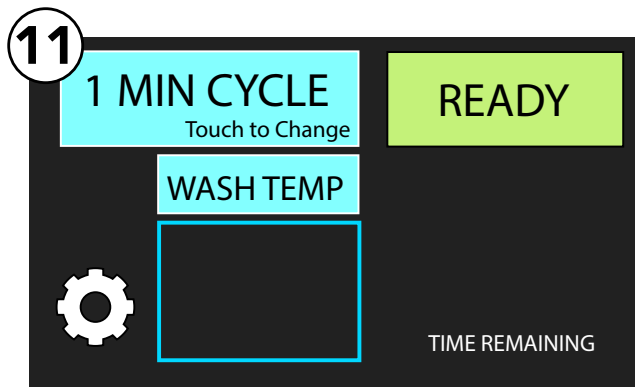 11
1 MIN CYCLE
Touch to Change
READY
WASH TEMP
TIME REMAINING